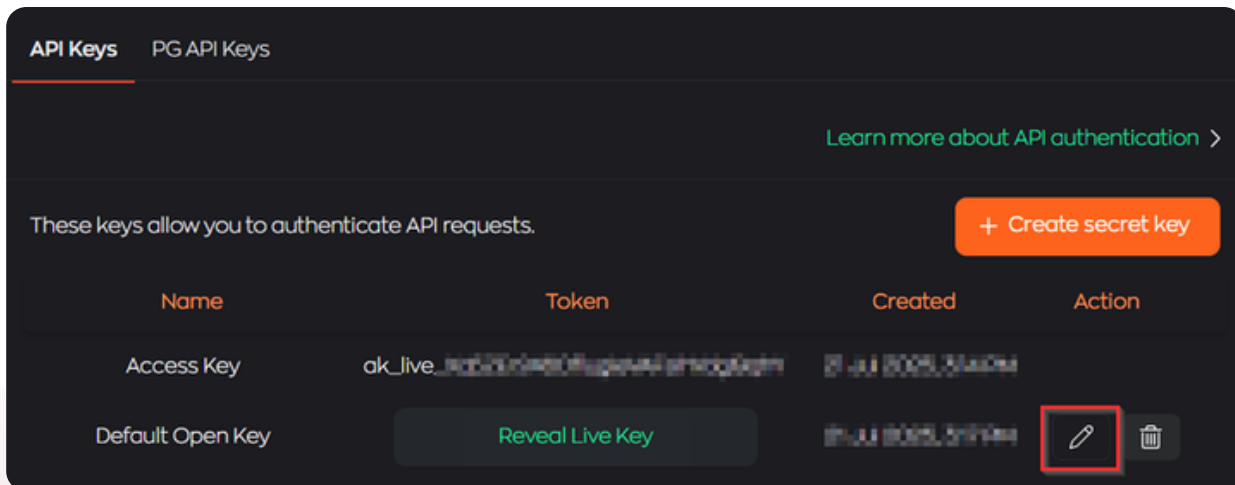 API Keys PG API Keys
Learn more about API authentication >
These keys allow you to authenticate API requests.
+ Create secret key
Name Token Created Action
Access Key ak_live_
Default Open Key Reveal Live Key